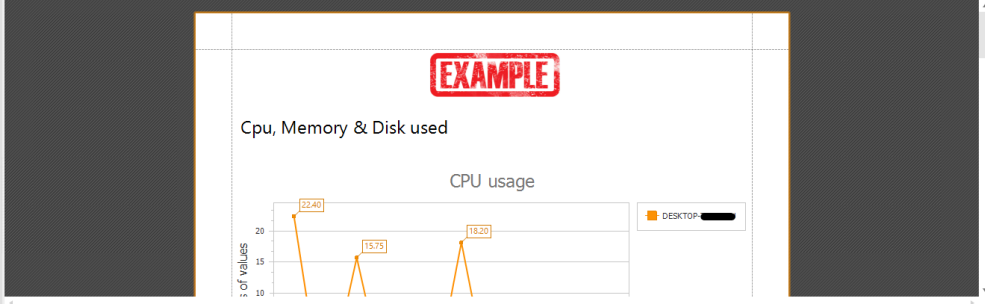 EXAMPLE
Cpu, Memory & Disk used
CPU usage
22.40
DESKTOP-
18.20
20
15.75
15
s of values
10